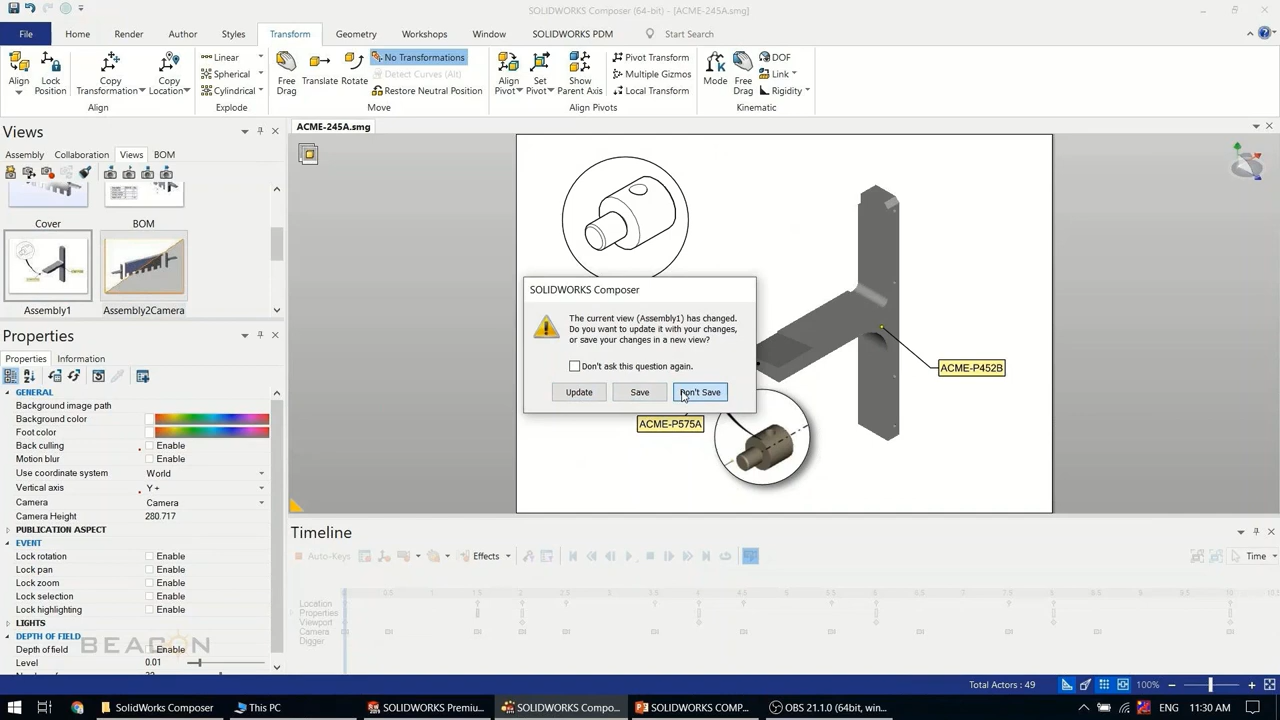 SOLIDWORKS Composer (64-bit) - [ACME-245A.smg]
File Home Render Author Styles Transform Geometry Workshops Window SOLIDWORKS PDM Start Search
Align Lock Position Copy Transformation Copy Location Linear Spherical Cylindrical Free Drag Translate Rotate No Transformations Detect Curves (Alt) Restore Neutral Position Align Pivot Set Pivot Show Parent Axis Pivot Transform Multiple Gizmos Local Transform Mode Free Drag DOF Link Rigidity
Align Explode Move Align Pivots Kinematic
Views
ACME-245A.smg
Assembly Collaboration Views BOM
Cover BOM
Assembly1 Assembly2Camera
Properties
Properties Information
GENERAL
Background image path
Background color
Foot color
Back culling Enable
Motion blur Enable
Use coordinate system World
Vertical axis Y +
Camera Camera
Camera Height 280.717
PUBLICATION ASPECT
EVENT
Lock rotation Enable
Lock pan Enable
Lock zoom Enable
Lock selection Enable
Lock highlighting Enable
LIGHTS
DEPTH OF FIELD
Depth of field Enable
Level 0.01
BEACON
SOLIDWORKS Composer
The current view (Assembly1) has changed.
Do you want to update it with your changes,
or save your changes in a new view?
Don't ask this question again.
Update Save Don't Save
ACME-P452B
ACME-P575A
Timeline
Auto-Keys Effects Time
Location
Properties
Viewport
Camera
Digger
Total Actors : 49 100%
SolidWorks Composer This PC SOLIDWORKS Premiu... SOLIDWORKS Compo... SOLIDWORKS COMP... OBS 21.1.0 (64bit, win... ENG 11:30 AM